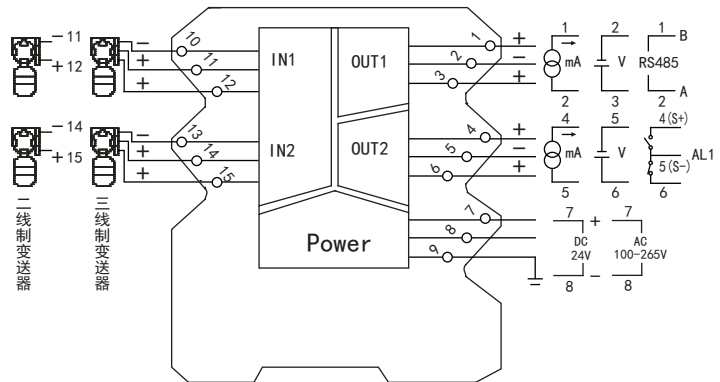 －11
＋12
－ 10
＋ 11
＋ 12
IN1
OUT1
1 ＋
2 －
3 ＋
1 mA 2
2 V 3
1 B RS485 A 2
－14
＋15
－ 13
＋ 14
＋ 15
IN2
OUT2
4 ＋
5 －
6 ＋
4 mA 5
5 V 6
4(S+)
5(S-)
6
AL1
二线制变送器
三线制变送器
Power
7
8
9
7 ＋
DC
24V
8 －
7
AC
100-265V
8